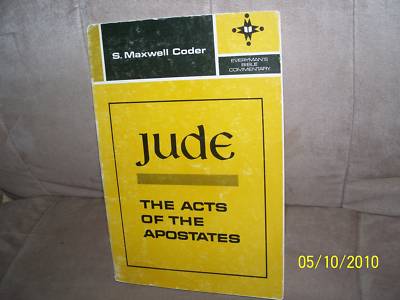 S. Maxwell Coder
EVERYMAN'S
BIBLE
COMMENTARY
Jude
THE ACTS
OF THE
APOSTATES
05/10/2010